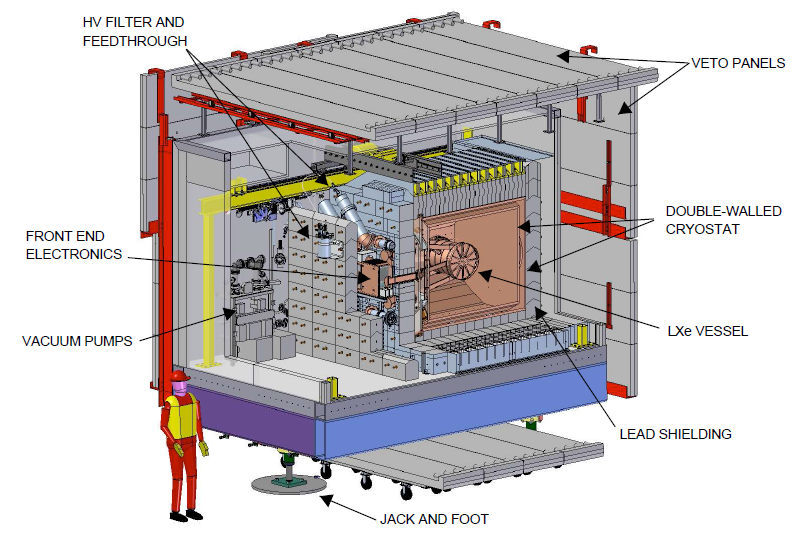 HV FILTER AND
FEEDTHROUGH
VETO PANELS
DOUBLE-WALLED
CRYOSTAT
FRONT END
ELECTRONICS
LXe VESSEL
VACUUM PUMPS
LEAD SHIELDING
JACK AND FOOT